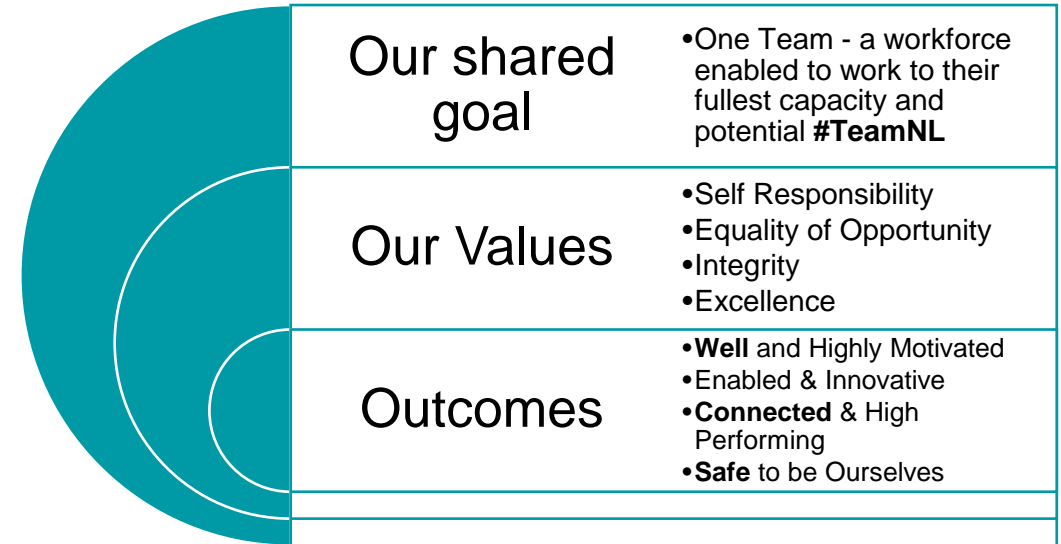 Our shared
goal
•One Team - a workforce
enabled to work to their
fullest capacity and
potential #TeamNL
Our Values
•Self Responsibility
•Equality of Opportunity
•Integrity
•Excellence
Outcomes
•Well and Highly Motivated
•Enabled & Innovative
•Connected & High
Performing
•Safe to be Ourselves